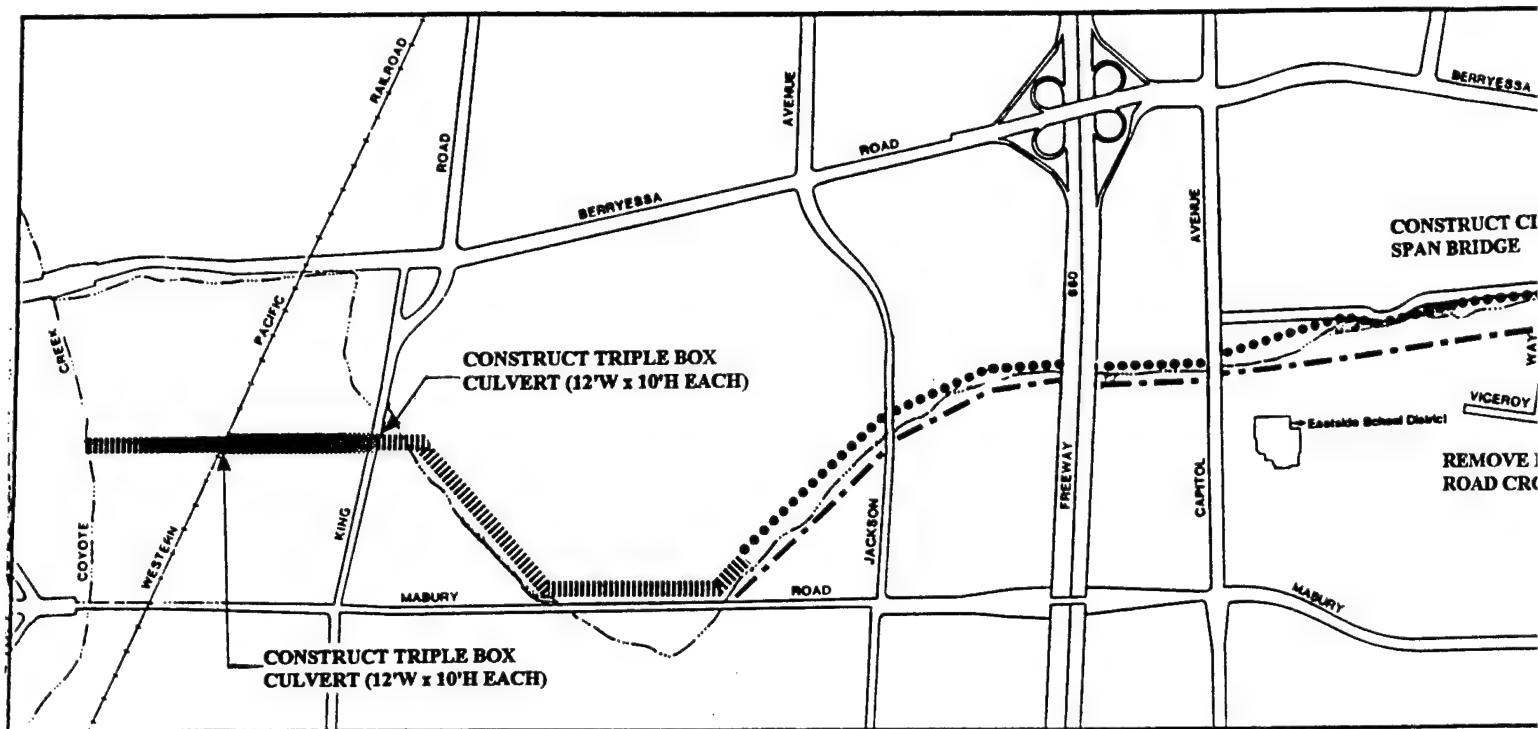 RAILROAD
ROAD
AVENUE
ROAD
BERRYESSA
BERRYESSA
AVENUE
CONSTRUCT CI
SPAN BRIDGE
680
CREEK
PACIFIC
CONSTRUCT TRIPLE BOX
CULVERT (12'W x 10'H EACH)
WAY
VICEROY
Eastside School District
REMOVE
ROAD CRO
COYOTE
WESTERN
KING
JACKSON
FREEWAY
CAPITOL
MABURY
ROAD
MABURY
CONSTRUCT TRIPLE BOX
CULVERT (12'W x 10'H EACH)